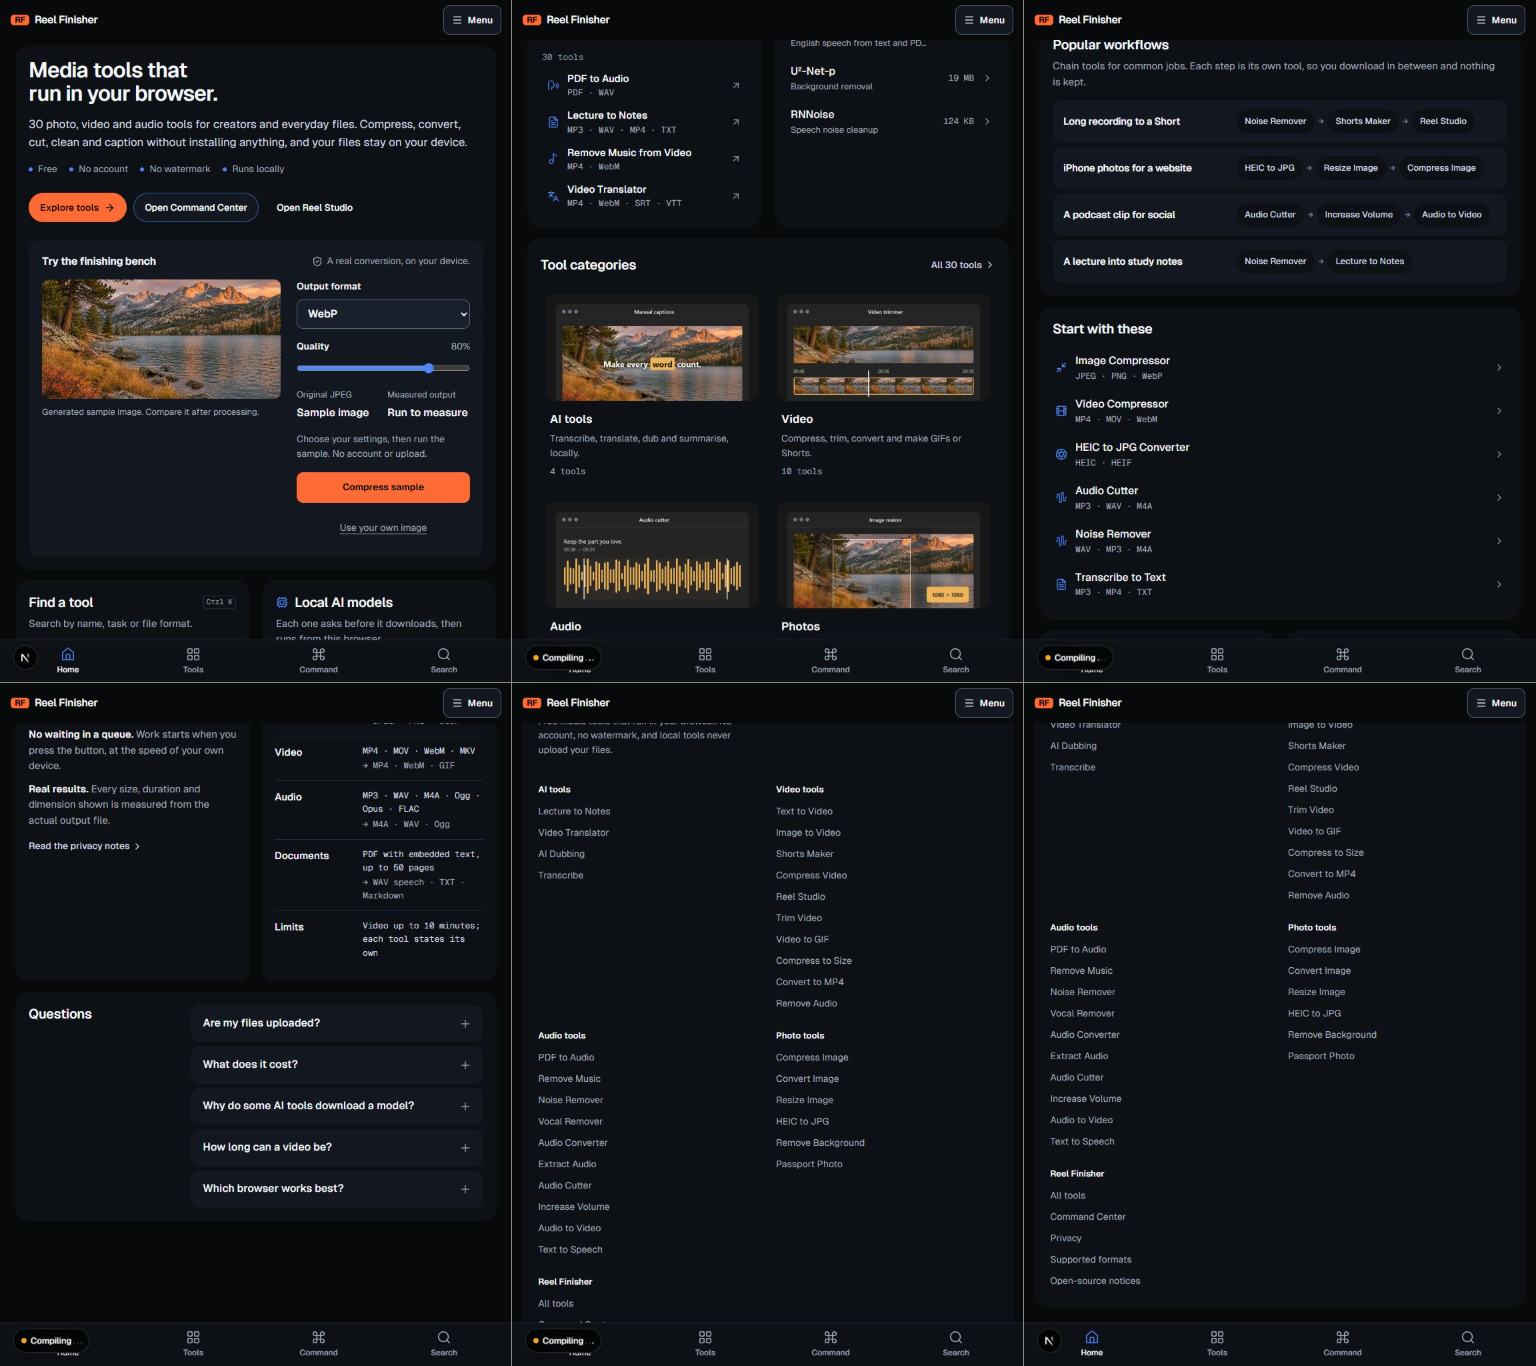 RF Reel Finisher
Menu
Media tools that
run in your browser.
30 photo, video and audio tools for creators and everyday files. Compress, convert,
cut, clean and caption without installing anything, and your files stay on your device.
Free
No account
No watermark
Runs locally
Explore tools
Open Command Center
Open Reel Studio
Try the finishing bench
A real conversion, on your device.
Generated sample image. Compare it after processing.
Output format
WebP
Quality
80%
Original JPEG
Measured output
Sample image
Run to measure
Choose your settings, then run the
sample. No account or upload.
Compress sample
Use your own image
Find a tool
Ctrl K
Search by name, task or file format.
Local AI models
Each one asks before it downloads, then
runs from this browser.
N
Home
Tools
Command
Search
RF Reel Finisher
Menu
30 tools
PDF to Audio
PDF · WAV
Lecture to Notes
MP3 · WAV · MP4 · TXT
Remove Music from Video
MP4 · WebM
Video Translator
MP4 · WebM · SRT · VTT
English speech from text and PD…
U²-Net-p
Background removal
19 MB
RNNoise
Speech noise cleanup
124 KB
Tool categories
All 30 tools
Manual captions
Make every word count.
AI tools
Transcribe, translate, dub and summarise,
locally.
4 tools
Video trimmer
00:00
00:05
00:10
Video
Compress, trim, convert and make GIFs or
Shorts.
10 tools
Audio cutter
Keep the part you love.
00:08 — 00:24
Audio
Image resizer
1080 × 1080
Photos
Compiling ...
Home
Tools
Command
Search
RF Reel Finisher
Menu
Popular workflows
Chain tools for common jobs. Each step is its own tool, so you download in between and nothing
is kept.
Long recording to a Short
Noise Remover → Shorts Maker → Reel Studio
iPhone photos for a website
HEIC to JPG → Resize Image → Compress Image
A podcast clip for social
Audio Cutter → Increase Volume → Audio to Video
A lecture into study notes
Noise Remover → Lecture to Notes
Start with these
Image Compressor
JPEG · PNG · WebP
Video Compressor
MP4 · MOV · WebM
HEIC to JPG Converter
HEIC · HEIF
Audio Cutter
MP3 · WAV · M4A
Noise Remover
WAV · MP3 · M4A
Transcribe to Text
MP3 · MP4 · TXT
Compiling ..
Home
Tools
Command
Search
RF Reel Finisher
Menu
No waiting in a queue. Work starts when you
press the button, at the speed of your own
device.
Real results. Every size, duration and
dimension shown is measured from the
actual output file.
Read the privacy notes
Video
MP4 · MOV · WebM · MKV
→ MP4 · WebM · GIF
Audio
MP3 · WAV · M4A · Ogg ·
Opus · FLAC
→ M4A · WAV · Ogg
Documents
PDF with embedded text,
up to 50 pages
→ WAV speech · TXT ·
Markdown
Limits
Video up to 10 minutes;
each tool states its
own
Questions
Are my files uploaded?
What does it cost?
Why do some AI tools download a model?
How long can a video be?
Which browser works best?
Compiling ...
Home
Tools
Command
Search
RF Reel Finisher
Menu
Free media tools that run in your browser. No
account, no watermark, and local tools never
upload your files.
AI tools
Lecture to Notes
Video Translator
AI Dubbing
Transcribe
Video tools
Text to Video
Image to Video
Shorts Maker
Compress Video
Reel Studio
Trim Video
Video to GIF
Compress to Size
Convert to MP4
Remove Audio
Audio tools
PDF to Audio
Remove Music
Noise Remover
Vocal Remover
Audio Converter
Extract Audio
Audio Cutter
Increase Volume
Audio to Video
Text to Speech
Photo tools
Compress Image
Convert Image
Resize Image
HEIC to JPG
Remove Background
Passport Photo
Reel Finisher
All tools
Compiling ...
Home
Tools
Command
Search
RF Reel Finisher
Menu
Video Translator
AI Dubbing
Transcribe
Image to Video
Shorts Maker
Compress Video
Reel Studio
Trim Video
Video to GIF
Compress to Size
Convert to MP4
Remove Audio
Audio tools
PDF to Audio
Remove Music
Noise Remover
Vocal Remover
Audio Converter
Extract Audio
Audio Cutter
Increase Volume
Audio to Video
Text to Speech
Photo tools
Compress Image
Convert Image
Resize Image
HEIC to JPG
Remove Background
Passport Photo
Reel Finisher
All tools
Command Center
Privacy
Supported formats
Open-source notices
N
Home
Tools
Command
Search